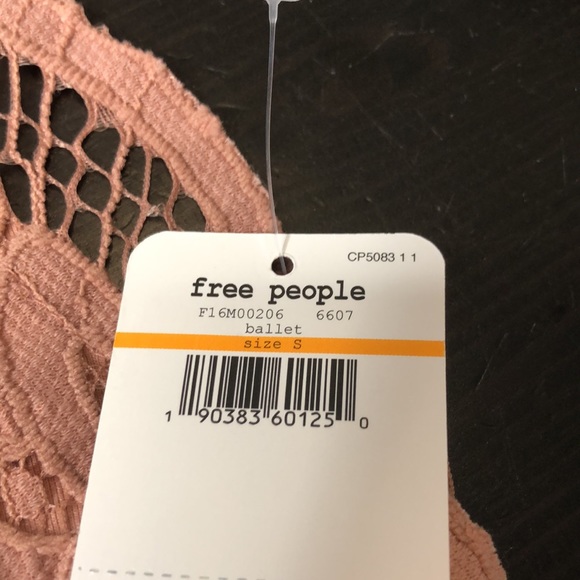 CP5083 1 1
free people
F16M00206 6607
ballet
size S
1 90383 60125 0